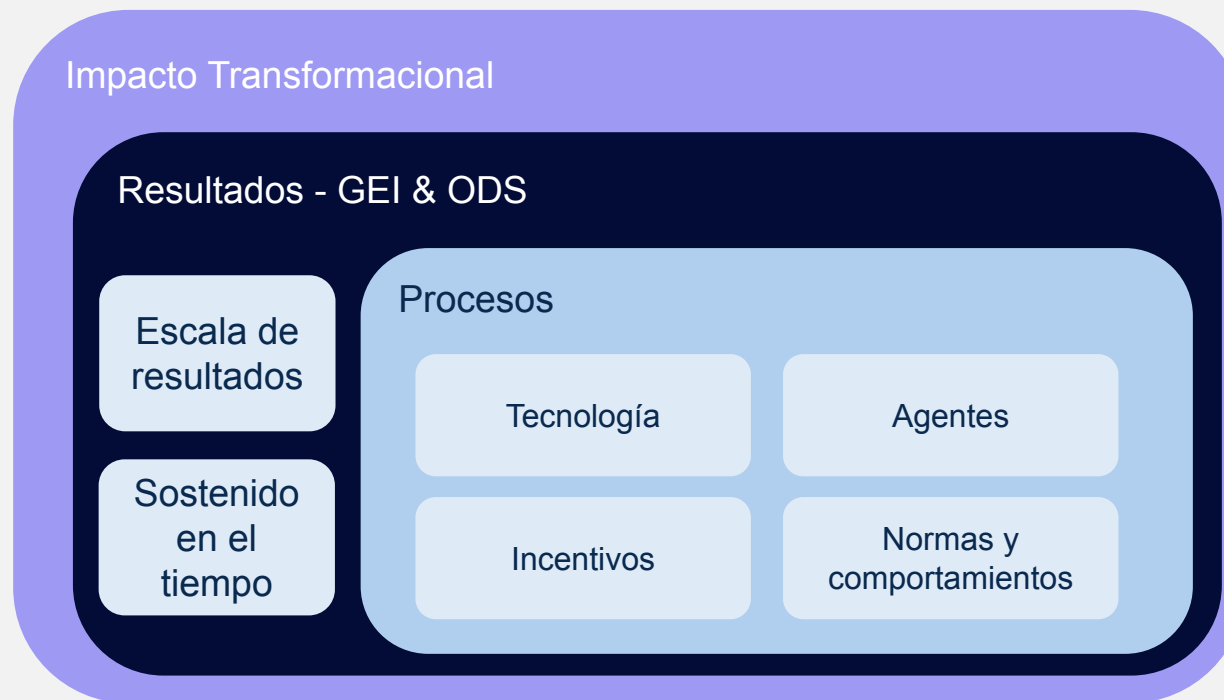 Impacto Transformacional
Resultados - GEI & ODS
Escala de
resultados
Sostenido
en el
tiempo
Procesos
Tecnología
Agentes
Incentivos
Normas y
comportamientos